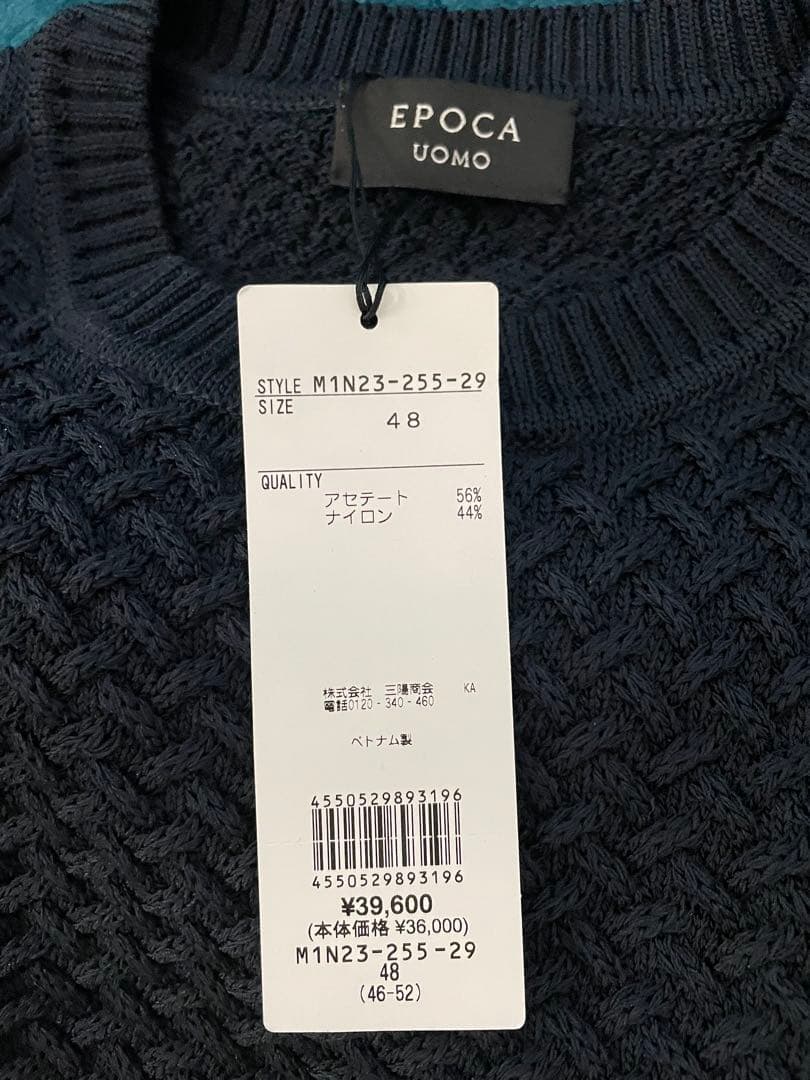 EPOCA
UOMO
STYLE M1N23-255-29
SIZE
48
QUALITY
アセテート 56%
ナイロン 44%
株式会社 三陽商会 KA
電話0120-340-460
ベトナム製
4550529893196
4550529893196
¥39,600
(本体価格 ¥36,000)
M1N23-255-29
48
(46-52)